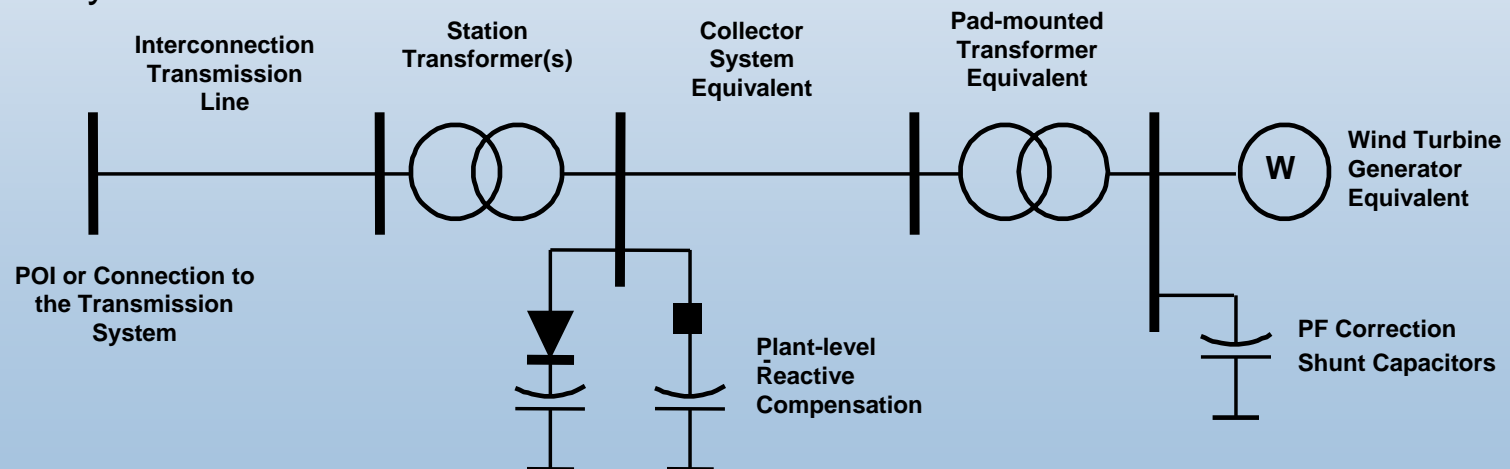 Interconnection
Transmission
Line
Station
Transformer(s)
Collector
System
Equivalent
Pad-mounted
Transformer
Equivalent
W
Wind Turbine
Generator
Equivalent
POI or Connection to
the Transmission
System
Plant-level
Reactive
Compensation
PF Correction
Shunt Capacitors